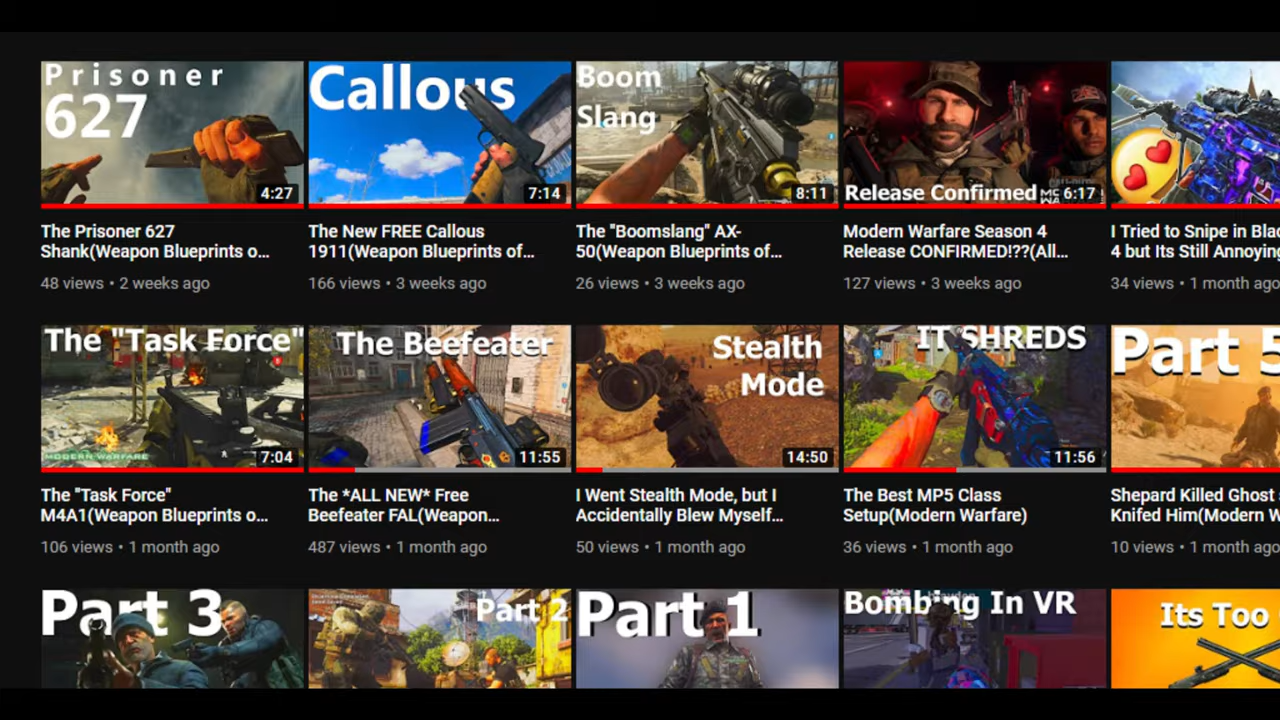 Prisoner
627
4:27
Callous
7:14
Boom
Slang
8:11
Release Confirmed
6:17
The Prisoner 627
Shank(Weapon Blueprints o...
48 views • 2 weeks ago
The New FREE Callous
1911(Weapon Blueprints of...
166 views • 3 weeks ago
The "Boomslang" AX-
50(Weapon Blueprints of...
26 views • 3 weeks ago
Modern Warfare Season 4
Release CONFIRMED!??(All...
127 views • 3 weeks ago
I Tried to Snipe in Blac
4 but Its Still Annoying
34 views • 1 month ago
The "Task Force"
MODERN WARFARE
7:04
The Beefeater
11:55
Stealth
Mode
14:50
IT SHREDS
11:56
Part 5
The "Task Force"
M4A1(Weapon Blueprints o...
106 views • 1 month ago
The *ALL NEW* Free
Beefeater FAL(Weapon...
487 views • 1 month ago
I Went Stealth Mode, but I
Accidentally Blew Myself...
50 views • 1 month ago
The Best MP5 Class
Setup(Modern Warfare)
36 views • 1 month ago
Shepard Killed Ghost
Knifed Him(Modern W
10 views • 1 month ago
Part 3
Part 2
Part 1
Bombing In VR
Its Too